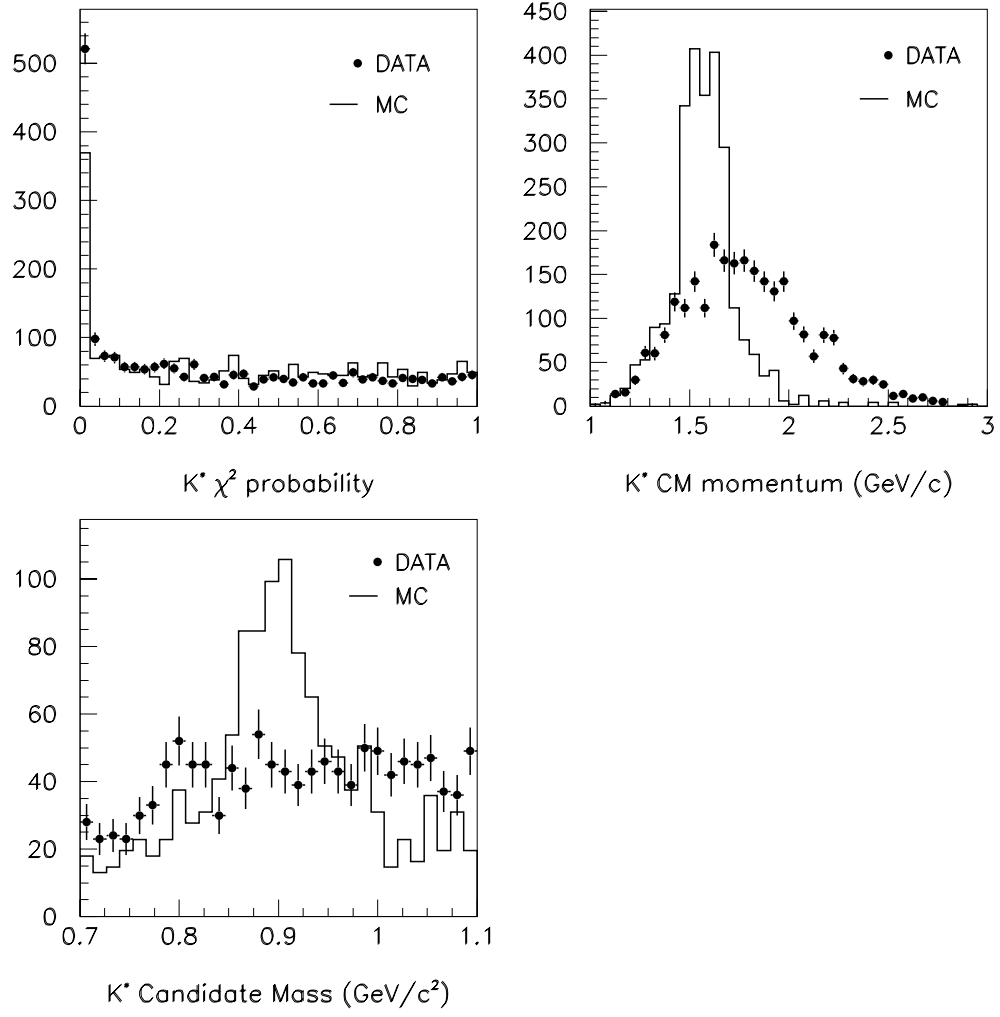 500
400
300
200
100
0
DATA
MC
0 0.2 0.4 0.6 0.8 1
K* χ² probability
450
400
350
300
250
200
150
100
50
0
DATA
MC
1 1.5 2 2.5 3
K* CM momentum (GeV/c)
100
80
60
40
20
0
DATA
MC
0.7 0.8 0.9 1 1.1
K* Candidate Mass (GeV/c²)